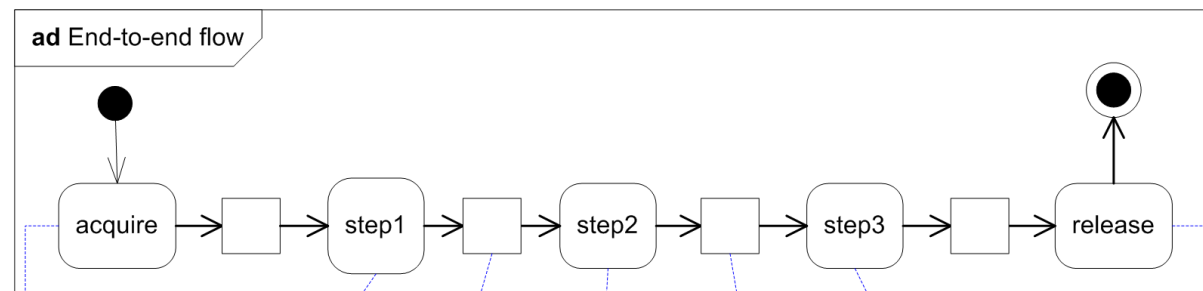 ad End-to-end flow
acquire
step1
step2
step3
release